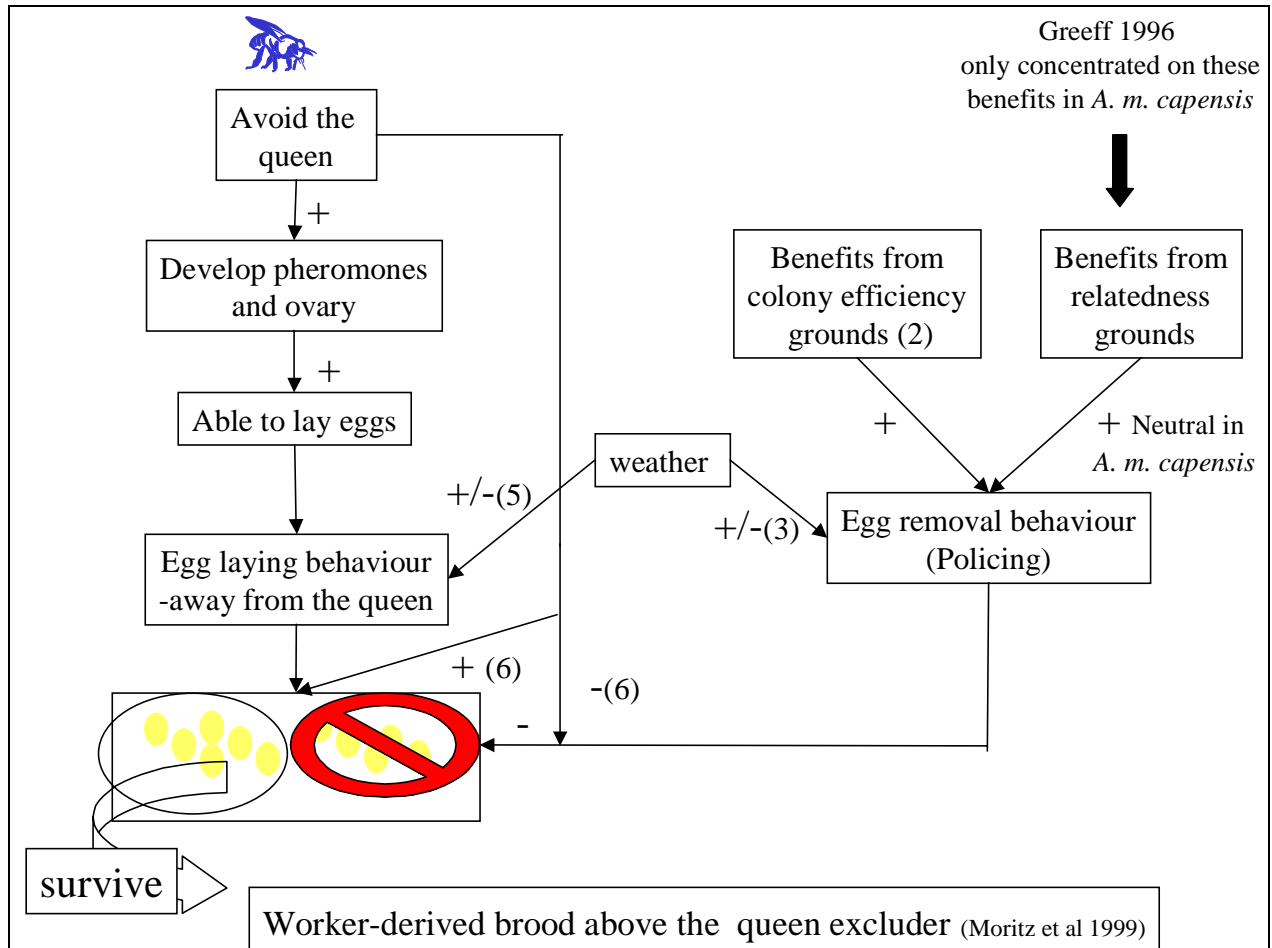 Greeff 1996
only concentrated on these
benefits in A. m. capensis
Avoid the
queen
+
Develop pheromones
and ovary
+
Able to lay eggs
Egg laying behaviour
-away from the queen
Benefits from
colony efficiency
grounds (2)
Benefits from
relatedness
grounds
+
+ Neutral in
A. m. capensis
weather
+/-(5)
+/-(3)
Egg removal behaviour
(Policing)
+ (6)
-(6)
-
survive
Worker-derived brood above the queen excluder (Moritz et al 1999)